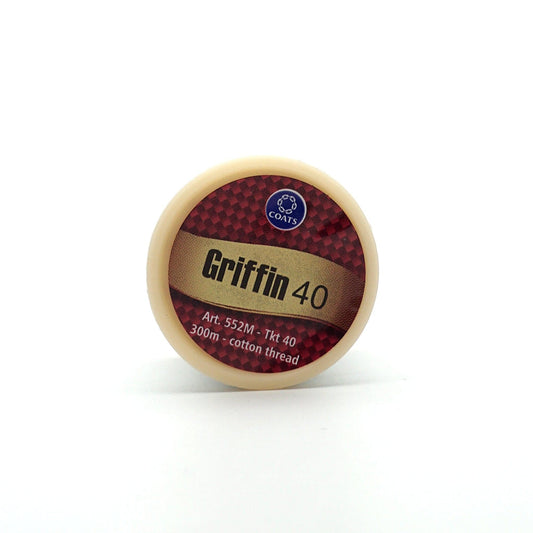 COATS
Griffin 40
Art. 552M - Tkt 40
300m - cotton thread